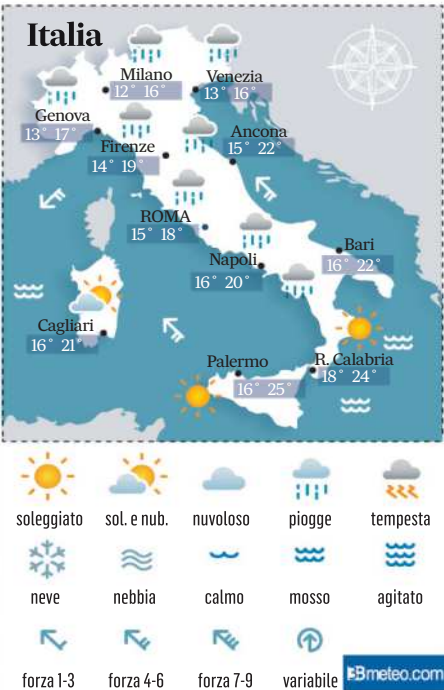 Italia
Milano
12° 16°
Venezia
13° 16°
Genova
13° 17°
Firenze
14° 19°
Ancona
15° 22°
ROMA
15° 18°
Napoli
16° 20°
Bari
16° 22°
Cagliari
16° 21°
Palermo
16° 25°
R. Calabria
18° 24°
soleggiato sol. e nub. nuvoloso piogge tempesta
neve nebbia calmo mosso agitato
forza 1-3 forza 4-6 forza 7-9 variabile
3Bmeteo.com